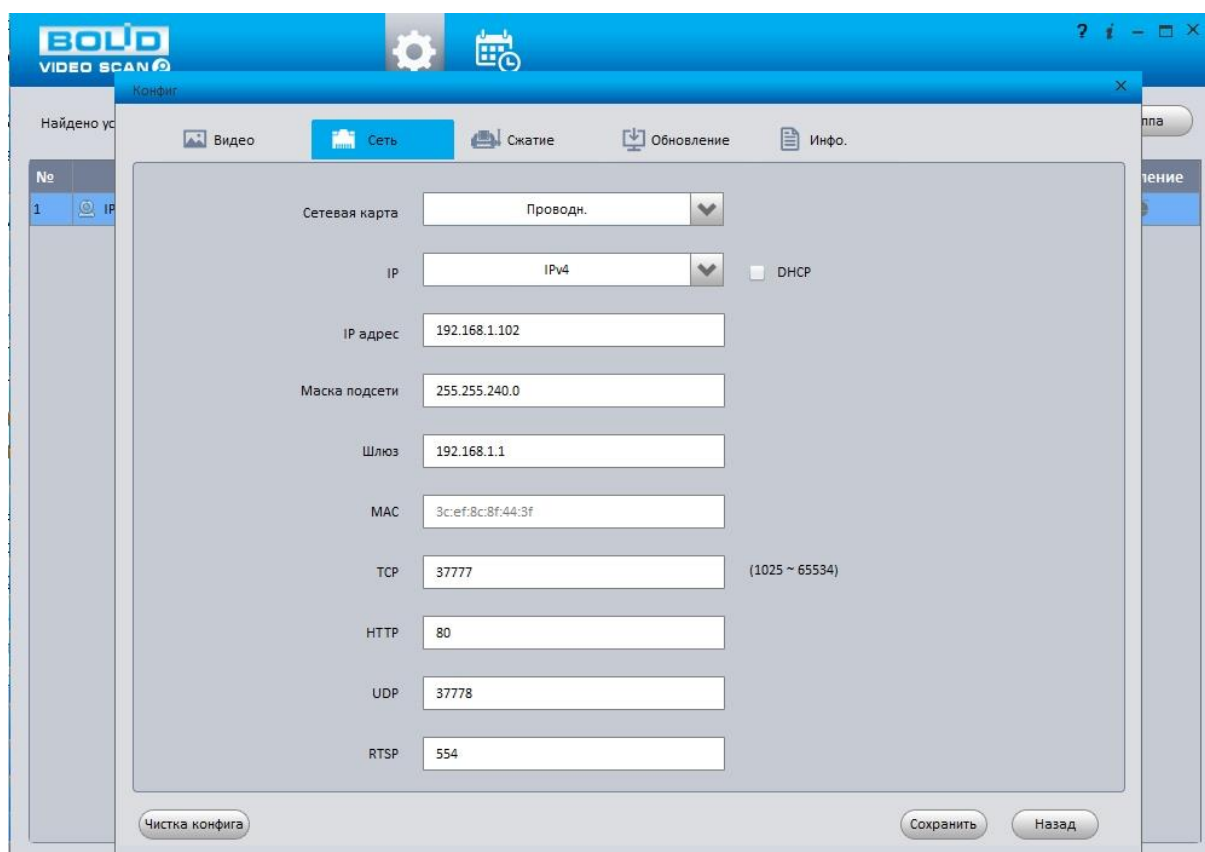 BOLID
VIDEO SCAN
? i
Конфиг
Найдено ус
ппа
Видео
Сеть
Сжатие
Обновление
Инфо.
№
ление
1 IP
Сетевая карта Проводн.
IP IPv4 DHCP
IP адрес 192.168.1.102
Маска подсети 255.255.240.0
Шлюз 192.168.1.1
MAC 3c:ef:8c:8f:44:3f
TCP 37777 (1025 ~ 65534)
HTTP 80
UDP 37778
RTSP 554
Чистка конфига
Сохранить
Назад